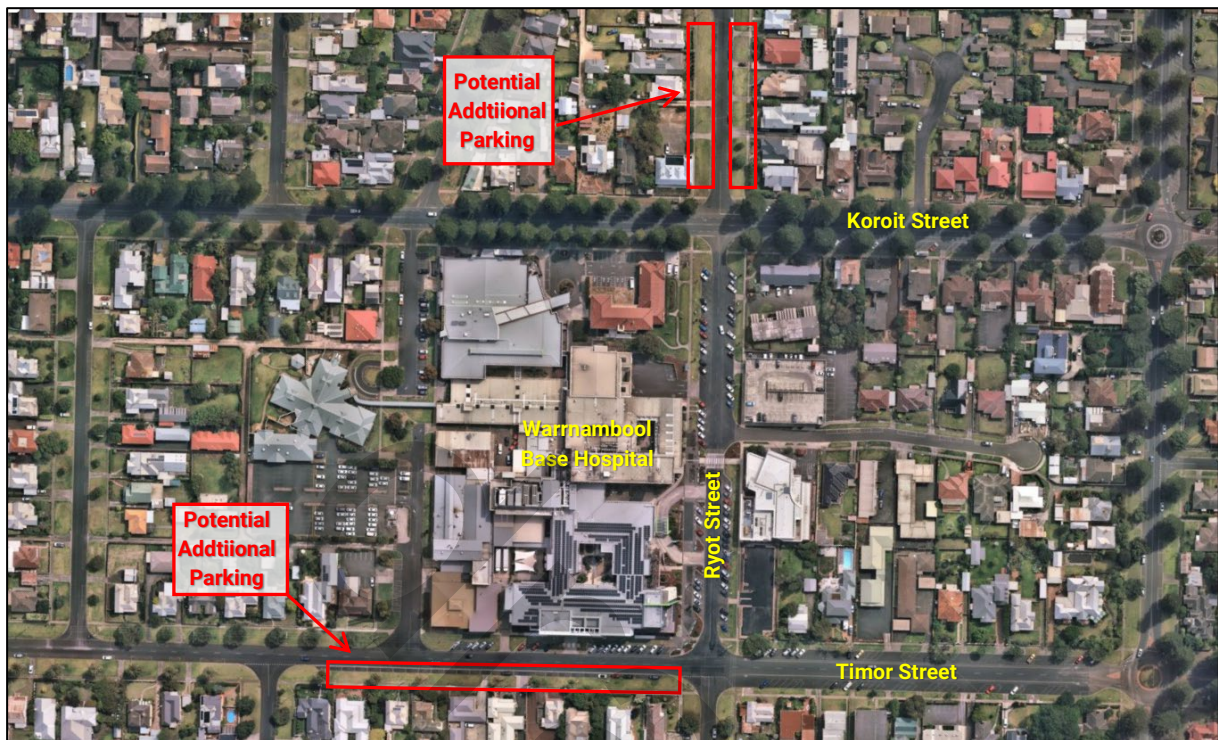 Potential
Addtiional
Parking
Koroit Street
Warrnambool
Base Hospital
Ryot Street
Potential
Addtiional
Parking
Timor Street